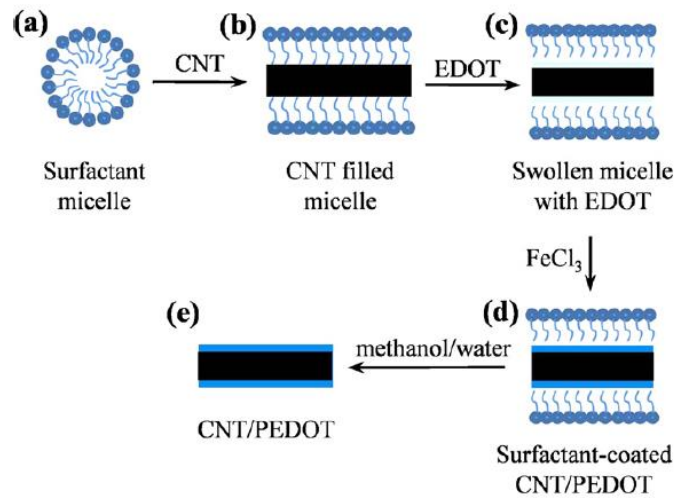 (a)
Surfactant
micelle
CNT
(b)
CNT filled
micelle
EDOT
(c)
Swollen micelle
with EDOT
FeCl₃
(d)
Surfactant-coated
CNT/PEDOT
methanol/water
(e)
CNT/PEDOT